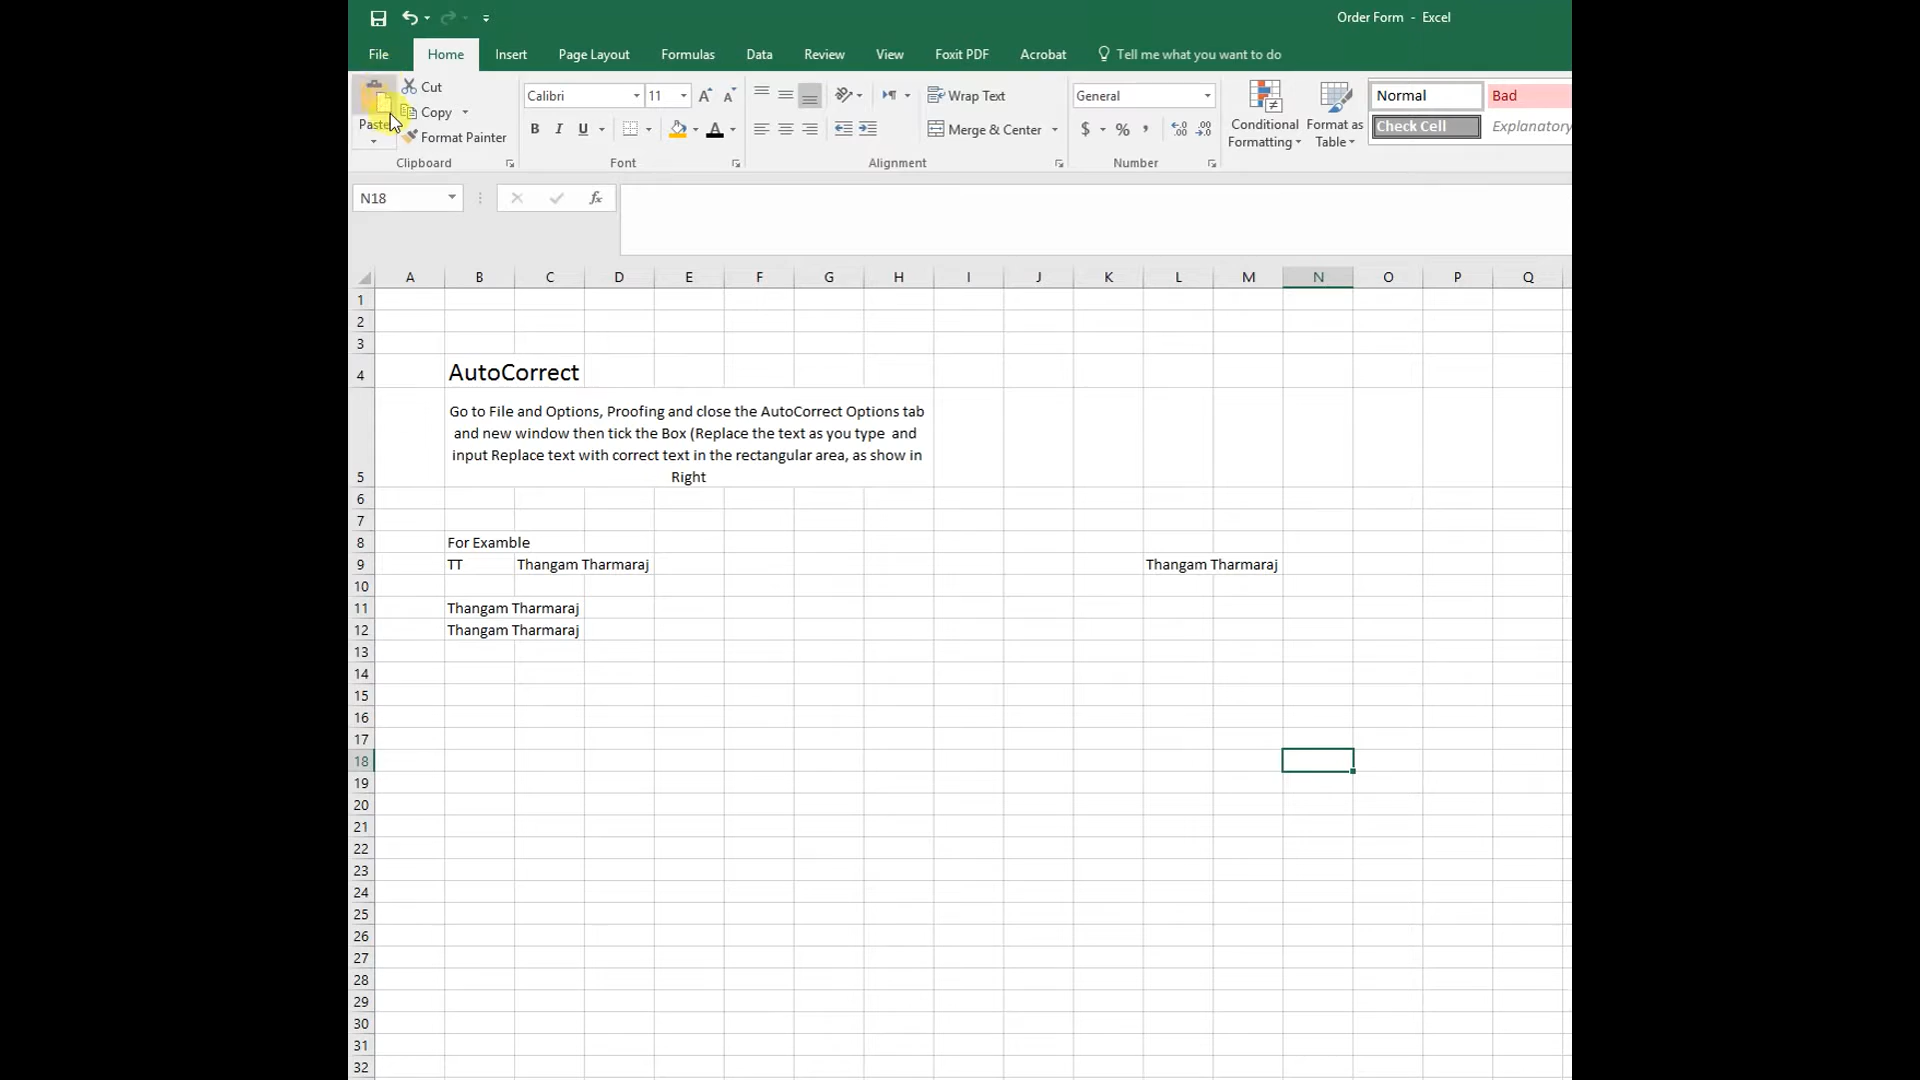 Order Form - Excel
File Home Insert Page Layout Formulas Data Review View Foxit PDF Acrobat Tell me what you want to do
Paste
Cut
Copy
Format Painter
Clipboard
Calibri 11
B I U
Font
Wrap Text
Merge & Center
Alignment
General
$ % ,
Number
Conditional
Formatting
Format as
Table
Normal Bad
Check Cell Explanatory
N18 fx
A B C D E F G H I J K L M N O P Q
1
2
3
4 AutoCorrect
Go to File and Options, Proofing and close the AutoCorrect Options tab
and new window then tick the Box (Replace the text as you type and
input Replace text with correct text in the rectangular area, as show in
5 Right
6
7
8 For Examble
9 TT Thangam Tharmaraj Thangam Tharmaraj
10
11 Thangam Tharmaraj
12 Thangam Tharmaraj
13
14
15
16
17
18
19
20
21
22
23
24
25
26
27
28
29
30
31
32